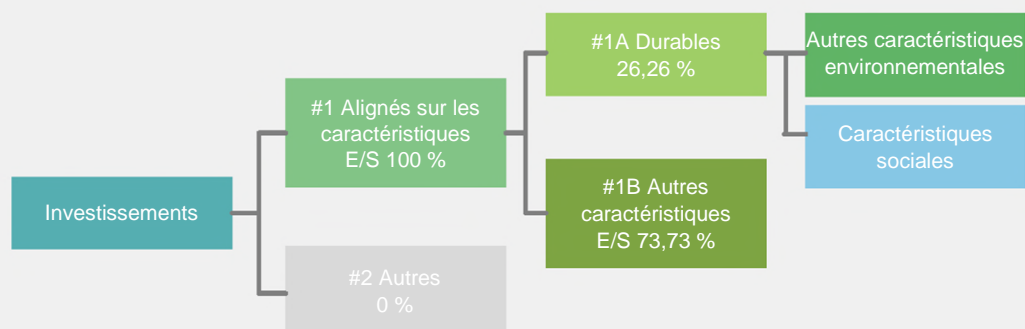 Investissements
#1 Alignés sur les
caractéristiques
E/S 100 %
#2 Autres
0 %
#1A Durables
26,26 %
#1B Autres
caractéristiques
E/S 73,73 %
Autres caractéristiques
environnementales
Caractéristiques
sociales